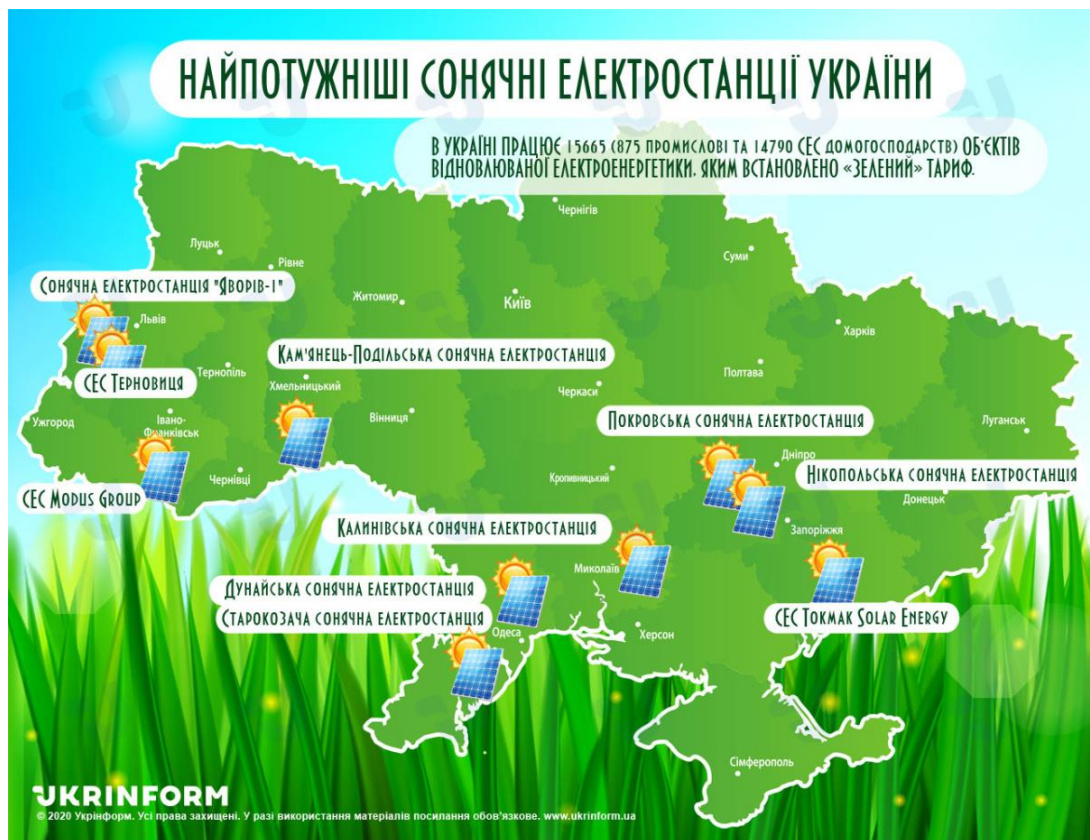 НАЙПОТУЖНІШІ СОНЯЧНІ ЕЛЕКТРОСТАНЦІЇ УКРАЇНИ
В УКРАЇНІ ПРАЦЮЄ 15665 (875 ПРОМИСЛОВІ ТА 14790 СЕС ДОМОГОСПОДАРСТВ) ОБ'ЄКТІВ
ВІДНОВЛЮВАНОЇ ЕЛЕКТРОЕНЕРГЕТИКИ, ЯКИМ ВСТАНОВЛЕНО «ЗЕЛЕНИЙ» ТАРИФ.
Чернігів
Луцьк
Рівне
Суми
Сонячна електростанція "Яворів-1"
Житомир
Київ
Львів
Харків
Кам'янець-Подільська сонячна електростанція
Тернопіль
Хмельницький
Полтава
СЕС Терновиця
Черкаси
Ужгород
Івано-
Франківськ
Вінниця
Покровська сонячна електростанція
Луганськ
Дніпро
Чернівці
Кропивницький
Нікопольська сонячна електростанція
СЕС Modus Group
Донецьк
Калинівська сонячна електростанція
Запоріжжя
Миколаїв
Дунайська сонячна електростанція
Старокозача сонячна електростанція
СЕС Tokmak Solar Energy
Одеса
Херсон
Сімферополь
UKRINFORM
© 2020 Укрінформ. Усі права захищені. У разі використання матеріалів посилання обов'язкове. www.ukrinform.ua